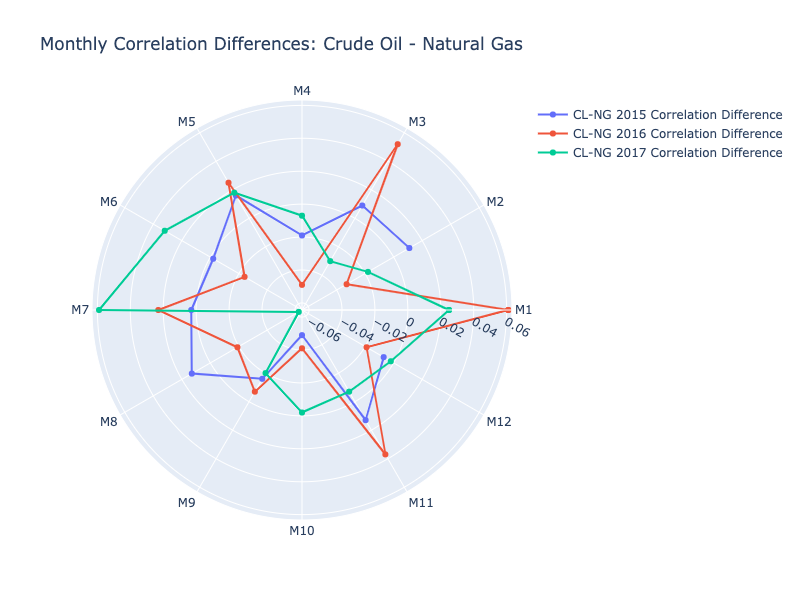 Monthly Correlation Differences: Crude Oil - Natural Gas
CL-NG 2015 Correlation Difference
CL-NG 2016 Correlation Difference
CL-NG 2017 Correlation Difference
M4
M5
M3
M6
M2
M7
M1
−0.06
−0.04
−0.02
0
0.02
0.04
0.06
M8
M12
M9
M11
M10